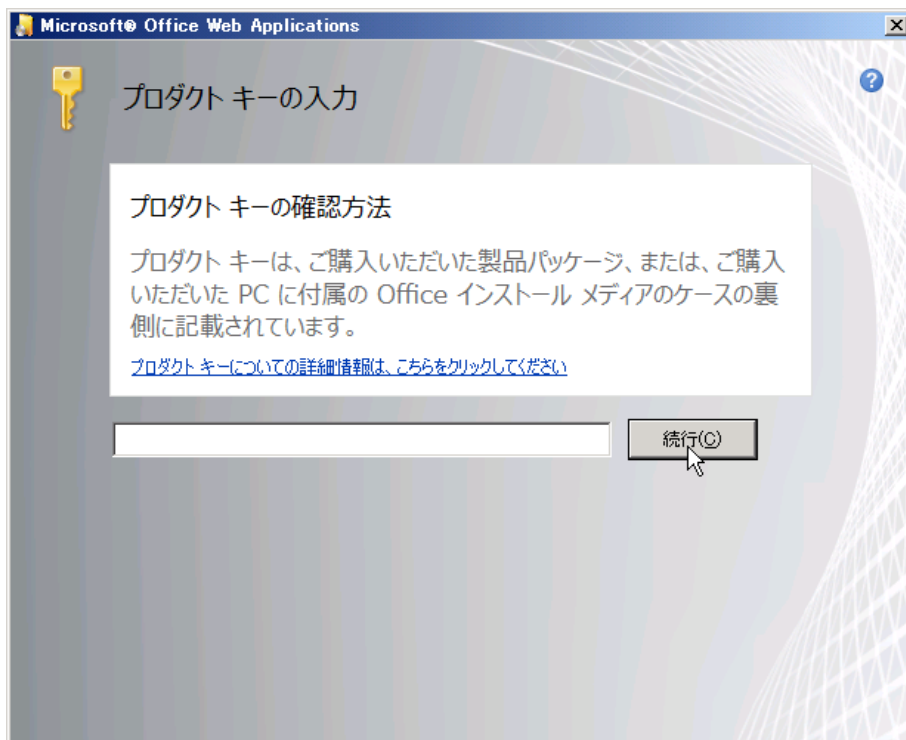 Microsoft® Office Web Applications
プロダクト キーの入力
プロダクト キーの確認方法
プロダクト キーは、ご購入いただいた製品パッケージ、または、ご購入
いただいた PC に付属の Office インストール メディアのケースの裏
側に記載されています。
プロダクト キーについての詳細情報は、こちらをクリックしてください
続行(C)